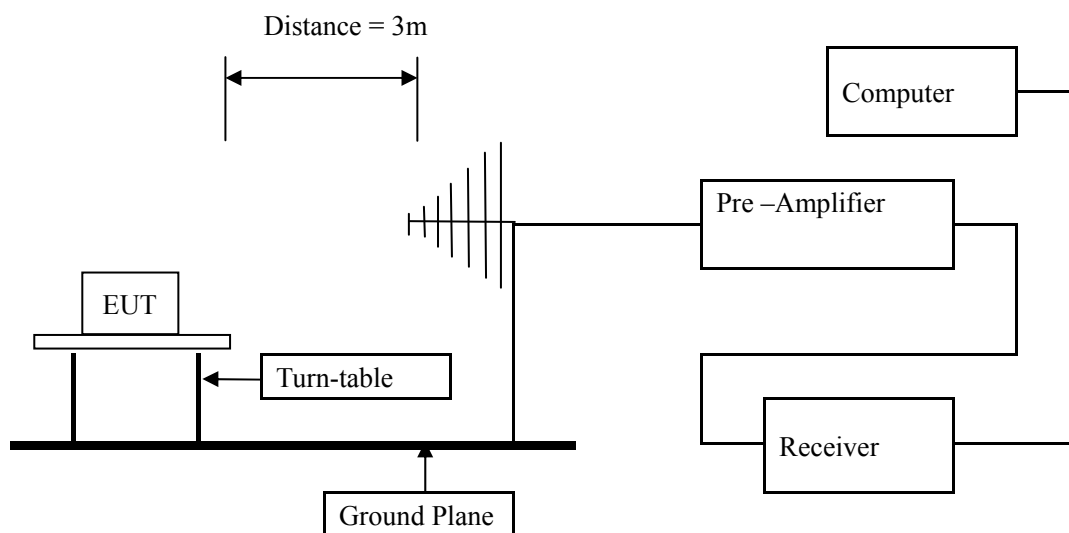 Distance = 3m
Computer
Pre –Amplifier
EUT
Turn-table
Receiver
Ground Plane